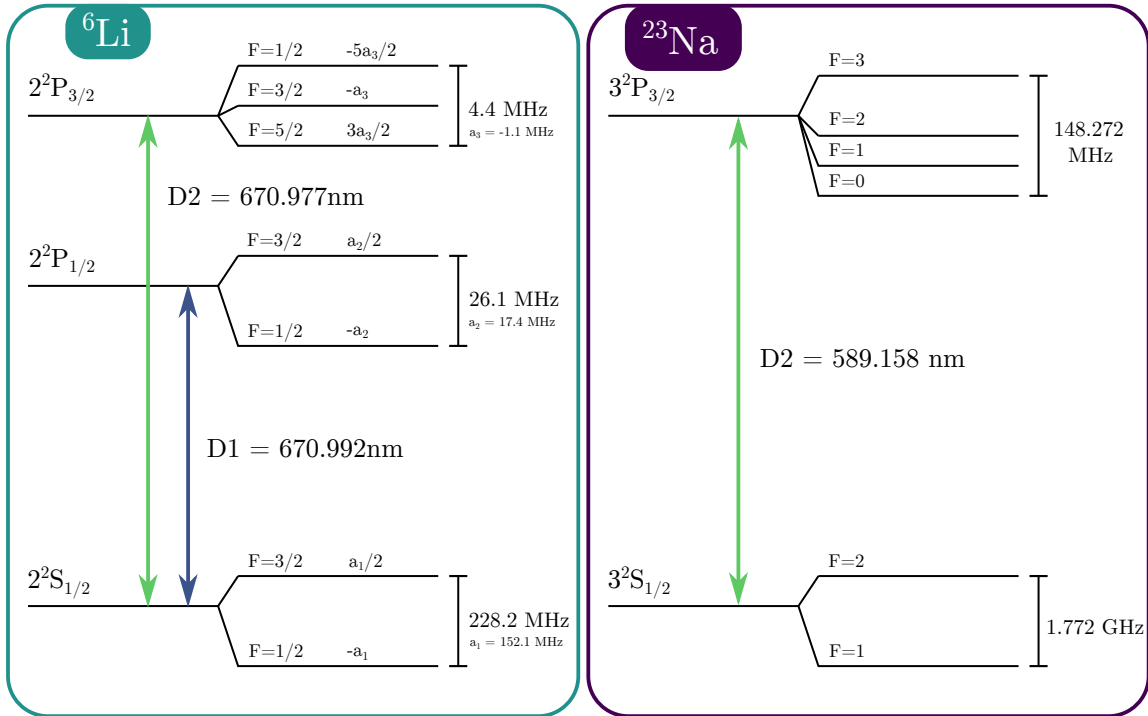 ⁶Li
F=1/2 -5a₃/2
2²P₃/₂
F=3/2 -a₃
4.4 MHz
a₃ = -1.1 MHz
F=5/2 3a₃/2
D2 = 670.977nm
F=3/2 a₂/2
2²P₁/₂
26.1 MHz
a₂ = 17.4 MHz
F=1/2 -a₂
D1 = 670.992nm
F=3/2 a₁/2
2²S₁/₂
228.2 MHz
a₁ = 152.1 MHz
F=1/2 -a₁
²³Na
F=3
3²P₃/₂
F=2
148.272
MHz
F=1
F=0
D2 = 589.158 nm
F=2
3²S₁/₂
1.772 GHz
F=1